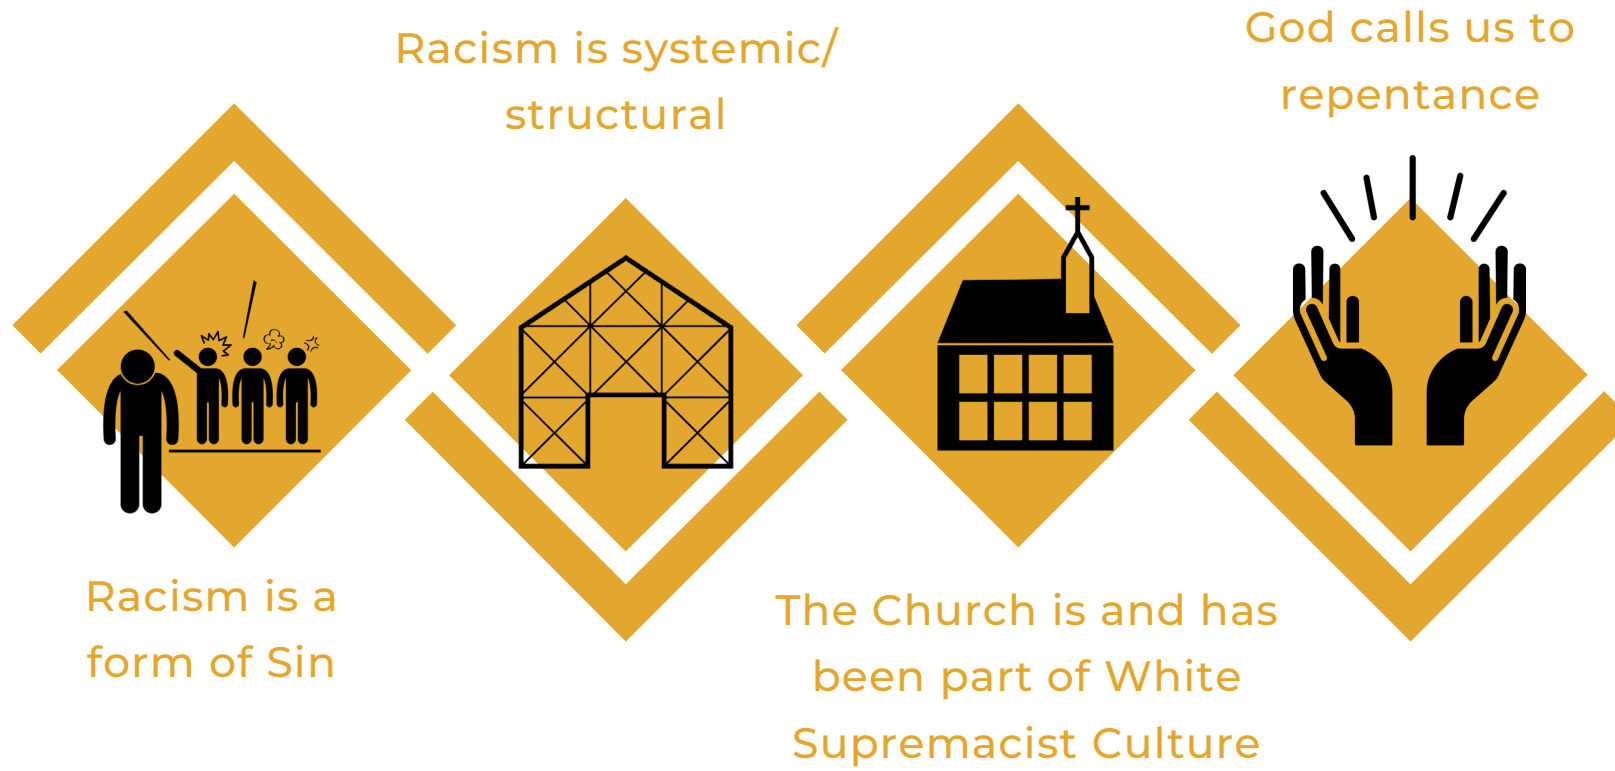 Racism is a
form of Sin
Racism is systemic/
structural
The Church is and has
been part of White
Supremacist Culture
God calls us to
repentance